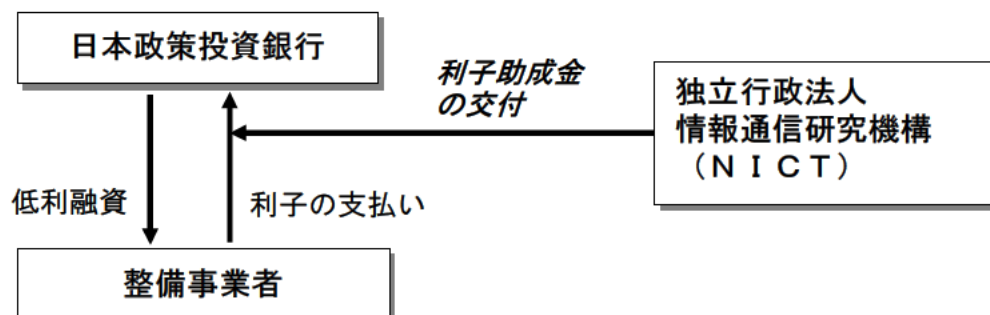 日本政策投資銀行
利子助成金
の交付
独立行政法人
情報通信研究機構
（ＮＩＣＴ）
低利融資
利子の支払い
整備事業者